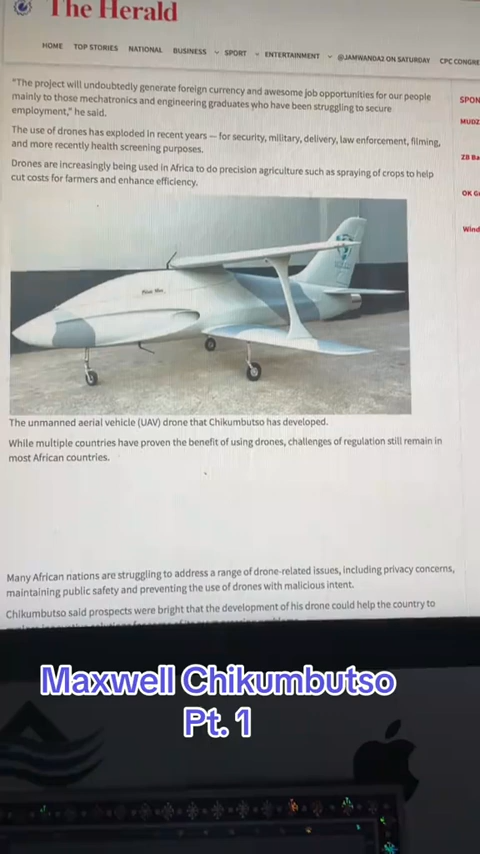 The Herald
HOME TOP STORIES NATIONAL BUSINESS SPORT ENTERTAINMENT @JAMWANDA2 ON SATURDAY CPC CONGRE
"The project will undoubtedly generate foreign currency and awesome job opportunities for our people
mainly to those mechatronics and engineering graduates who have been struggling to secure
employment," he said.
The use of drones has exploded in recent years — for security, military, delivery, law enforcement, filming,
and more recently health screening purposes.
Drones are increasingly being used in Africa to do precision agriculture such as spraying of crops to help
cut costs for farmers and enhance efficiency.
SPON
MUDZ
ZB Ba
OK G
Wind
The unmanned aerial vehicle (UAV) drone that Chikumbutso has developed.
While multiple countries have proven the benefit of using drones, challenges of regulation still remain in
most African countries.
Many African nations are struggling to address a range of drone-related issues, including privacy concerns,
maintaining public safety and preventing the use of drones with malicious intent.
Chikumbutso said prospects were bright that the development of his drone could help the country to
Maxwell Chikumbutso
Pt. 1